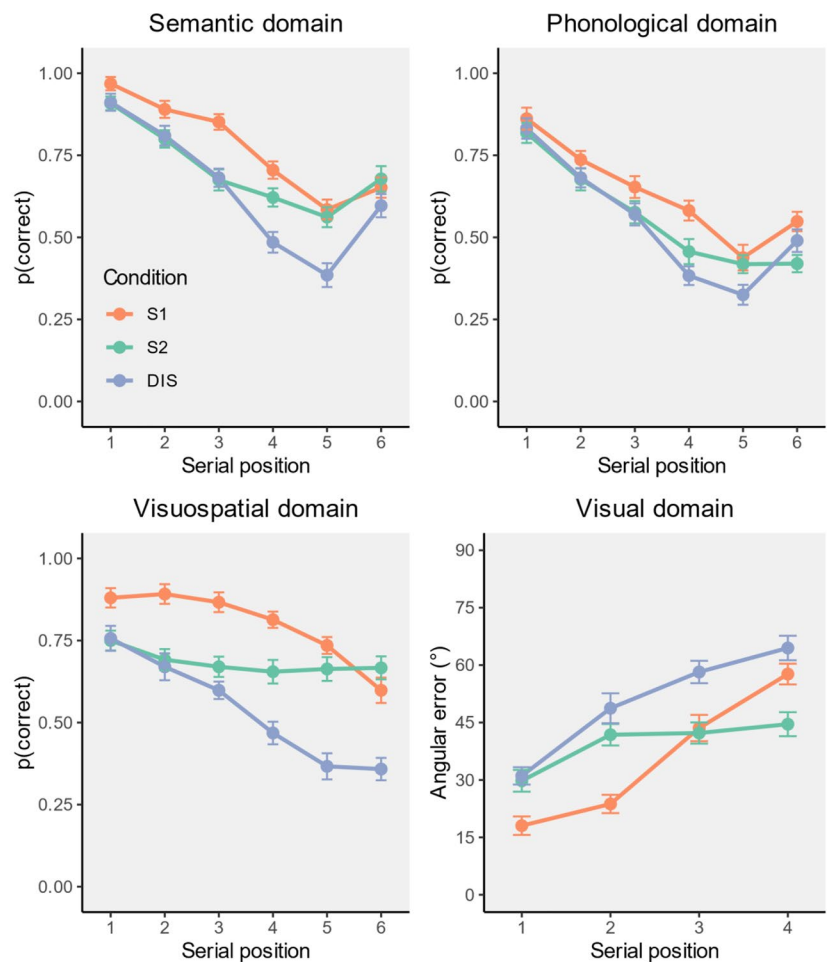 Semantic domain
p(correct)
1.00
0.75
0.50
0.25
0.00
Condition
S1
S2
DIS
1 2 3 4 5 6
Serial position
Phonological domain
p(correct)
1.00
0.75
0.50
0.25
0.00
1 2 3 4 5 6
Serial position
Visuospatial domain
p(correct)
1.00
0.75
0.50
0.25
0.00
1 2 3 4 5 6
Serial position
Visual domain
Angular error (°)
90
75
60
45
30
15
0
1 2 3 4
Serial position